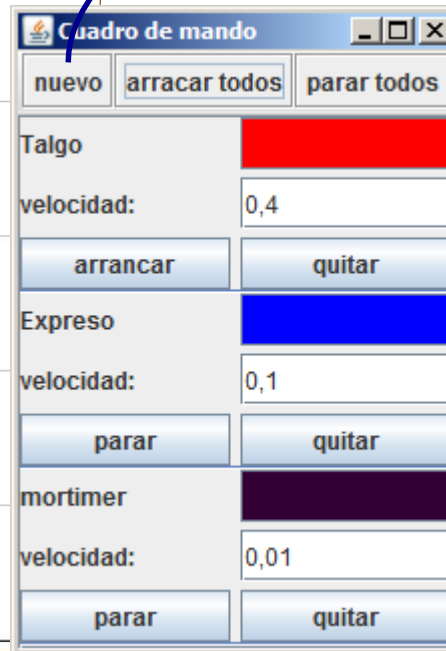 Cuadro de mando
nuevo arracar todos parar todos
Talgo
velocidad: 0,4
arrancar quitar
Expreso
velocidad: 0,1
parar quitar
mortimer
velocidad: 0,01
parar quitar